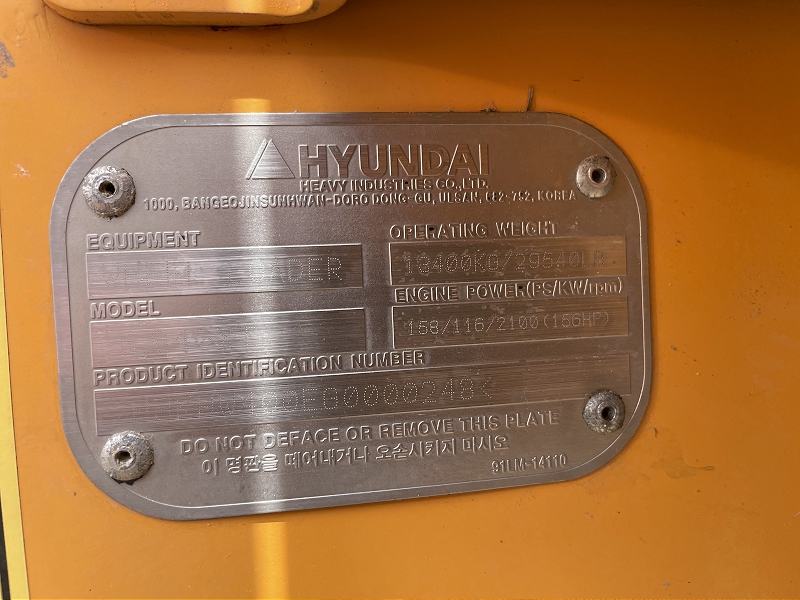 HYUNDAI
HEAVY INDUSTRIES CO., LTD.
1000, BANGEOJINSUNHWAN-DORO DONG-GU, ULSAN, 682-752, KOREA
EQUIPMENT
OPERATING WEIGHT
13400KG/29540LB
MODEL
ENGINE POWER(PS/KW/rpm)
158/116/2100(156HP)
PRODUCT IDENTIFICATION NUMBER
DO NOT DEFACE OR REMOVE THIS PLATE
이 명판을 떼어내거나 오손시키지 마시오
91LM-14110